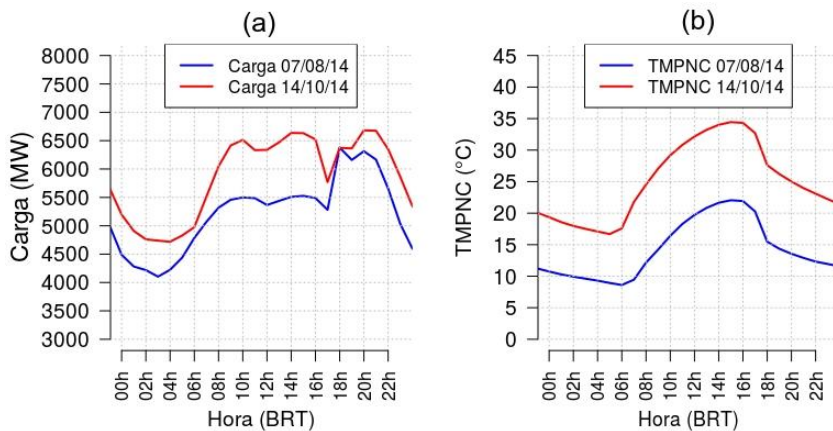 (a)
Carga 07/08/14
Carga 14/10/14
8000
7500
7000
6500
6000
5500
5000
4500
4000
3500
3000
Carga (MW)
00h 02h 04h 06h 08h 10h 12h 14h 16h 18h 20h 22h
Hora (BRT)
(b)
TMPNC 07/08/14
TMPNC 14/10/14
45
40
35
30
25
20
15
10
5
0
TMPNC (°C)
00h 02h 04h 06h 08h 10h 12h 14h 16h 18h 20h 22h
Hora (BRT)